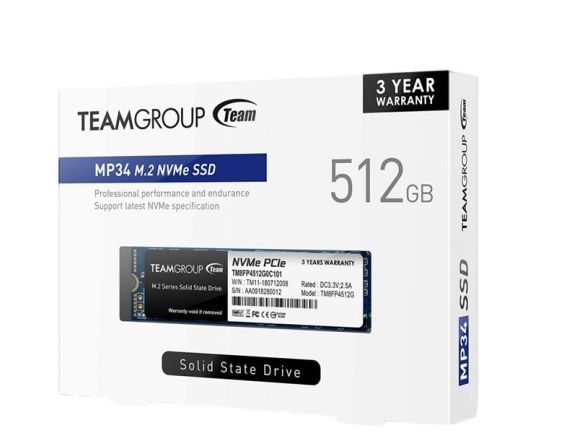 3 YEAR
WARRANTY
TEAMGROUP Team
MP34 M.2 NVMe SSD
Professional performance and endurance
Support latest NVMe specification
512GB
TEAMGROUP Team
M.2 Series Solid State Drive
Warranty void if removed
NVMe PCIe
3 YEARS WARRANTY
TM8FP4512G0C101
W/N : TM11-180712008
Rated : DC3.3V,2.5A
S/N : AA0918280012
Model : TM8FP4512G
Solid State Drive
TEAMGROUP Team
MP34 SSD